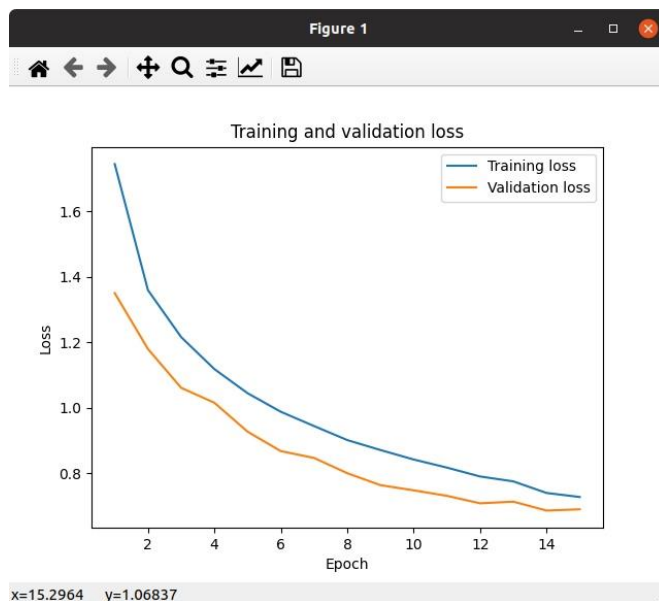 Figure 1
Training and validation loss
Training loss
Validation loss
1.6
1.4
1.2
1.0
0.8
Loss
2 4 6 8 10 12 14
Epoch
x=15.2964 y=1.06837